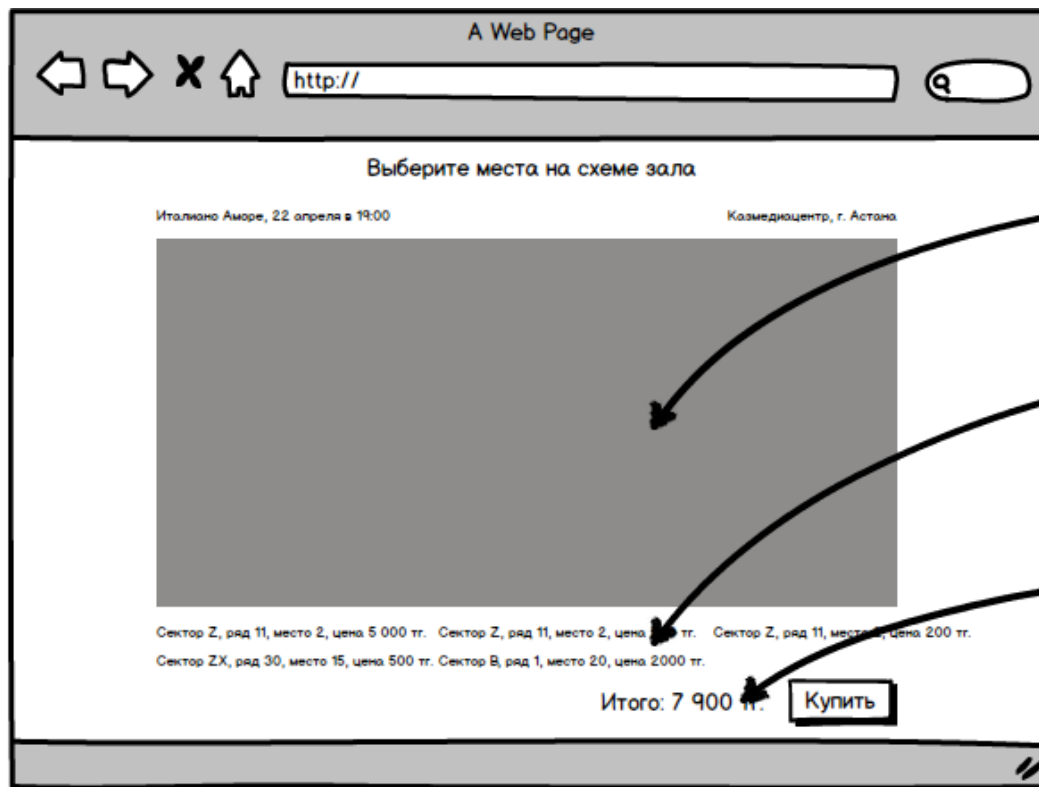 A Web Page
http://
Выберите места на схеме зала
Италиано Аморе, 22 апреля в 19:00 Казмедиацентр, г. Астана
Сектор Z, ряд 11, место 2, цена 5 000 тг. Сектор Z, ряд 11, место 2, цена тг. Сектор Z, ряд 11, место цена 200 тг.
Сектор ZX, ряд 30, место 15, цена 500 тг. Сектор B, ряд 1, место 20, цена 2000 тг.
Итого: 7 900 тг. Купить